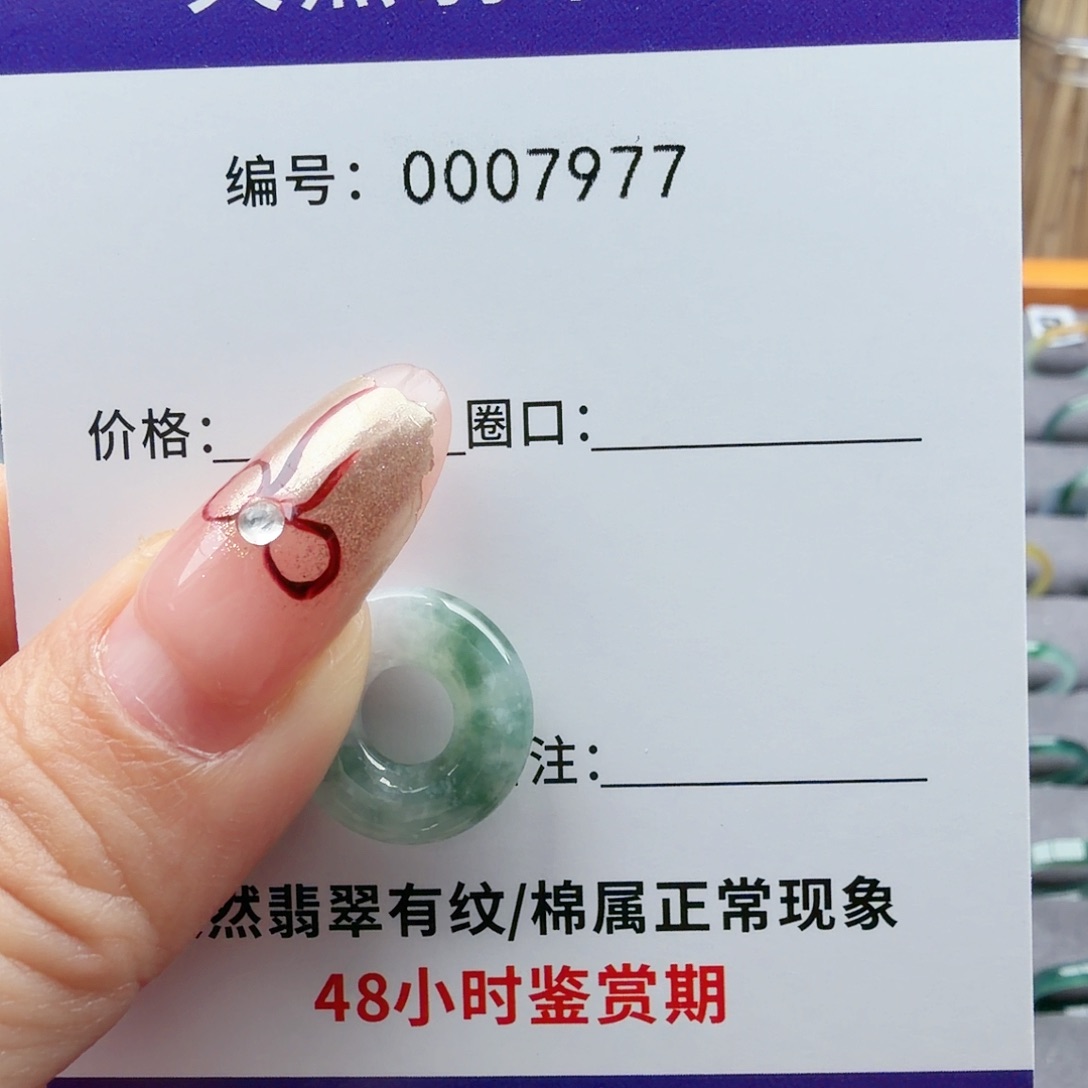 编号：0007977
价格： 圈口：
注：
然翡翠有纹/棉属正常现象
48小时鉴赏期